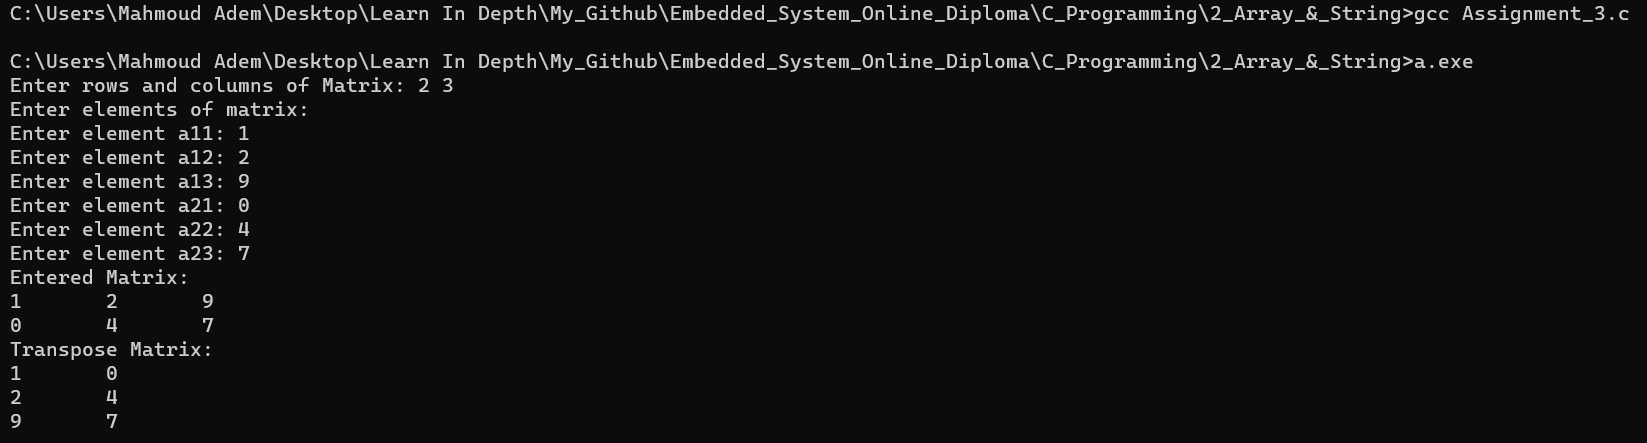 C:\Users\Mahmoud Adem\Desktop\Learn In Depth\My_Github\Embedded_System_Online_Diploma\C_Programming\2_Array_&_String>gcc Assignment_3.c
C:\Users\Mahmoud Adem\Desktop\Learn In Depth\My_Github\Embedded_System_Online_Diploma\C_Programming\2_Array_&_String>a.exe
Enter rows and columns of Matrix: 2 3
Enter elements of matrix:
Enter element a11: 1
Enter element a12: 2
Enter element a13: 9
Enter element a21: 0
Enter element a22: 4
Enter element a23: 7
Entered Matrix:
1       2       9
0       4       7
Transpose Matrix:
1       0
2       4
9       7